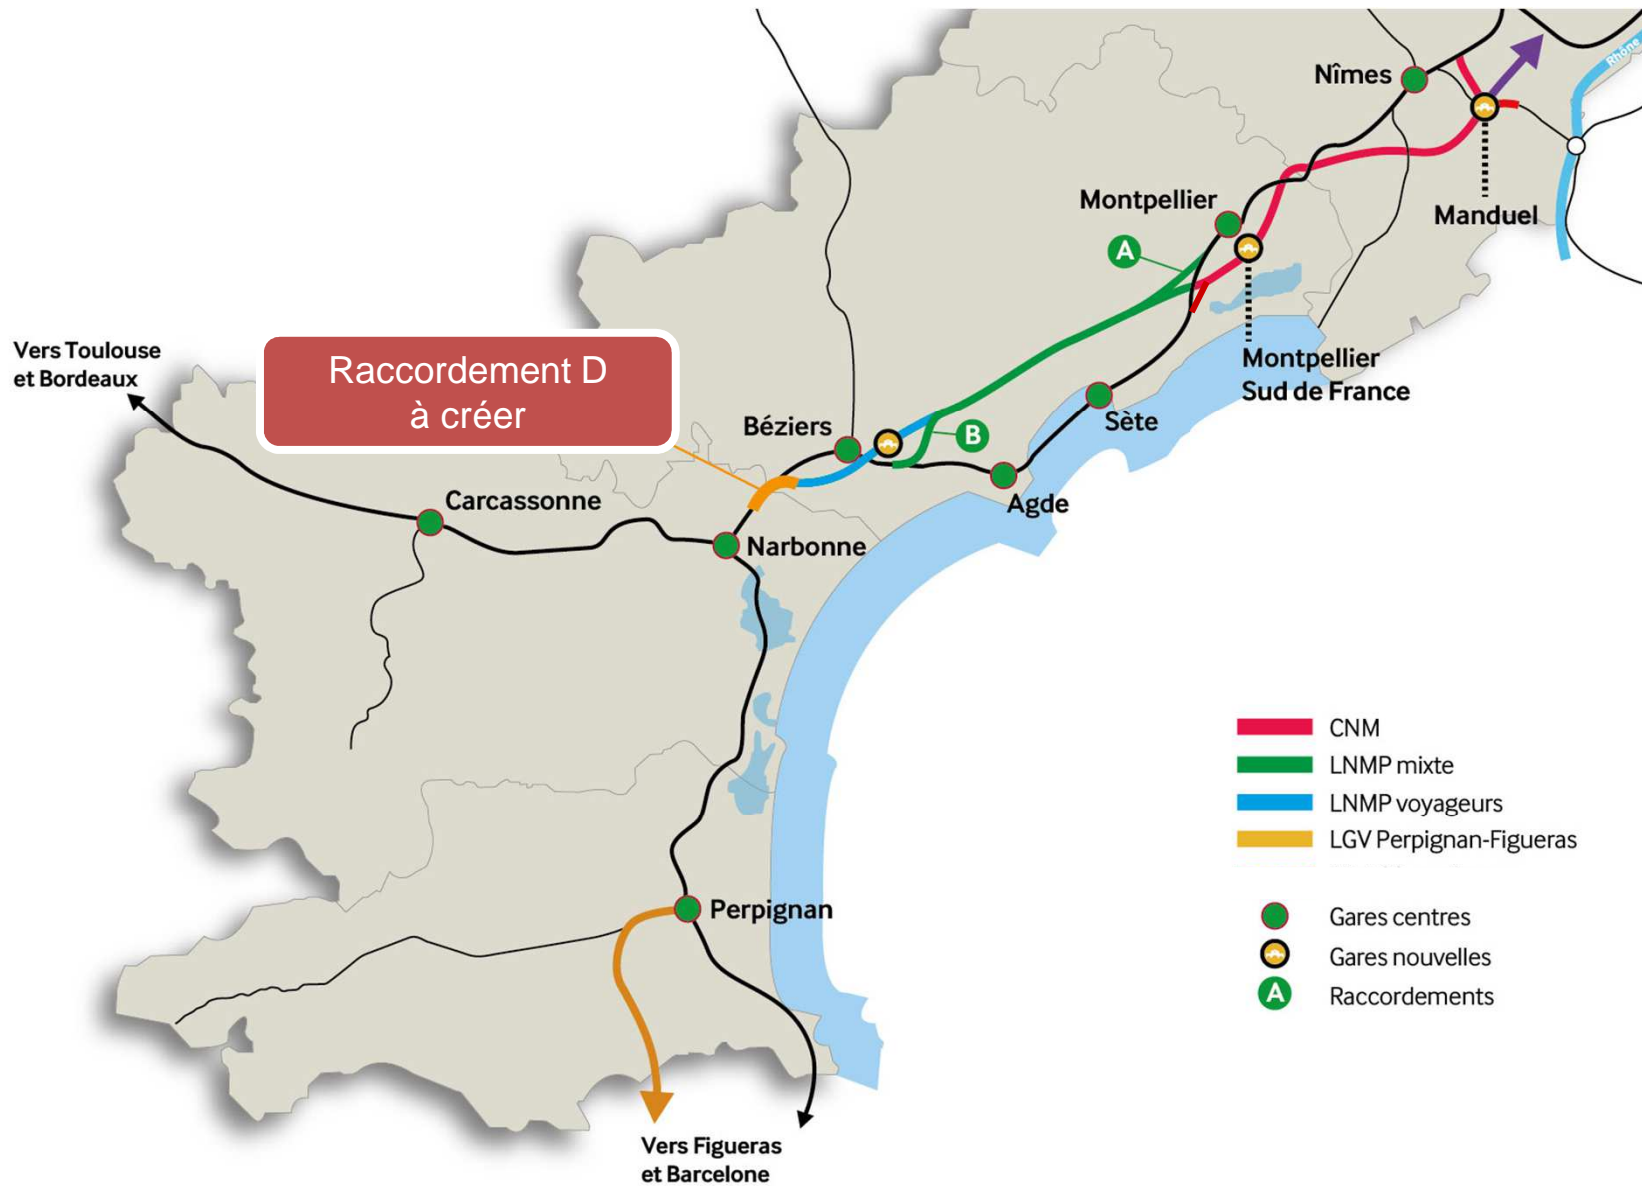 Rhône
Nîmes
Manduel
Montpellier
A
Montpellier
Sud de France
Vers Toulouse
et Bordeaux
Raccordement D
à créer
Béziers
B
Sète
Agde
Carcassonne
Narbonne
Perpignan
Vers Figueras
et Barcelone
CNM
LNMP mixte
LNMP voyageurs
LGV Perpignan-Figueras
Gares centres
Gares nouvelles
A Raccordements